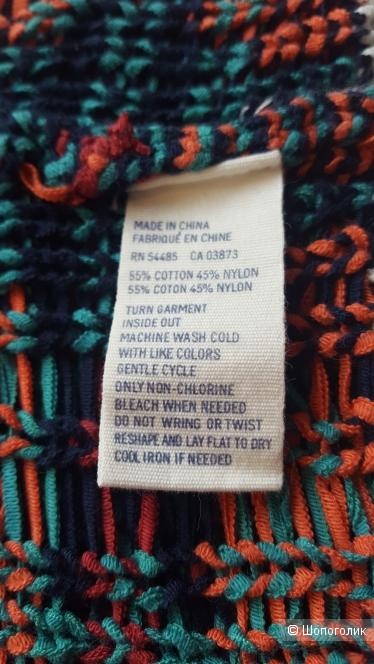 MADE IN CHINA
FABRIQUÉ EN CHINE
RN 54485 CA 03873
55% COTTON 45% NYLON
55% COTON 45% NYLON
TURN GARMENT
INSIDE OUT
MACHINE WASH COLD
WITH LIKE COLORS
GENTLE CYCLE
ONLY NON-CHLORINE
BLEACH WHEN NEEDED
DO NOT WRING OR TWIST
RESHAPE AND LAY FLAT TO DRY
COOL IRON IF NEEDED
© Шопоголик